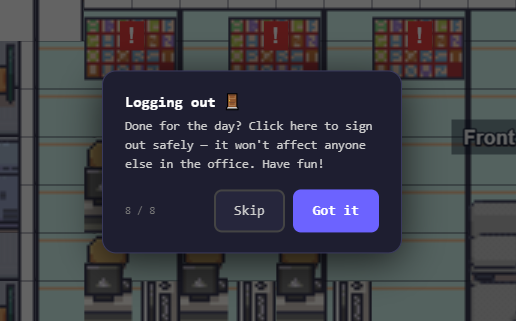 Logging out 🚪
Done for the day? Click here to sign
out safely — it won't affect anyone
else in the office. Have fun!
8 / 8
Skip
Got it
Front
!
!
!